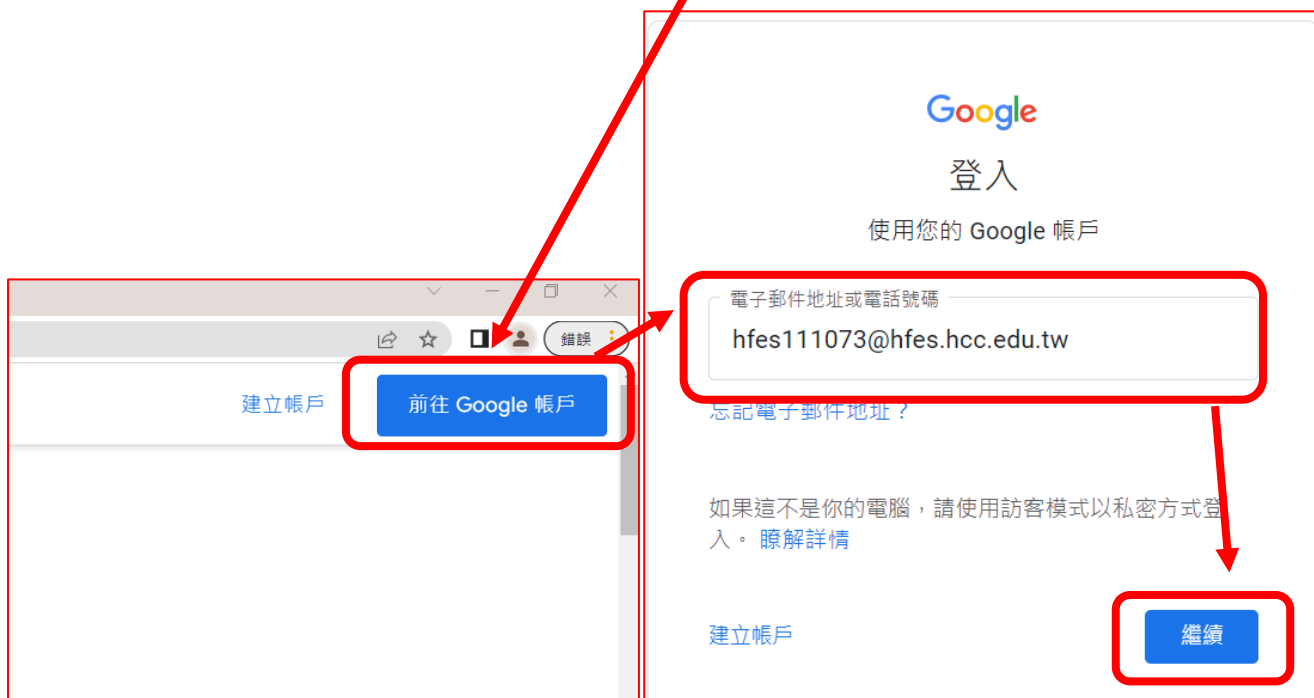 錯誤
建立帳戶
前往 Google 帳戶
Google
登入
使用您的 Google 帳戶
電子郵件地址或電話號碼
hfes111073@hfes.hcc.edu.tw
忘記電子郵件地址？
如果這不是你的電腦，請使用訪客模式以私密方式登
入。瞭解詳情
建立帳戶
繼續